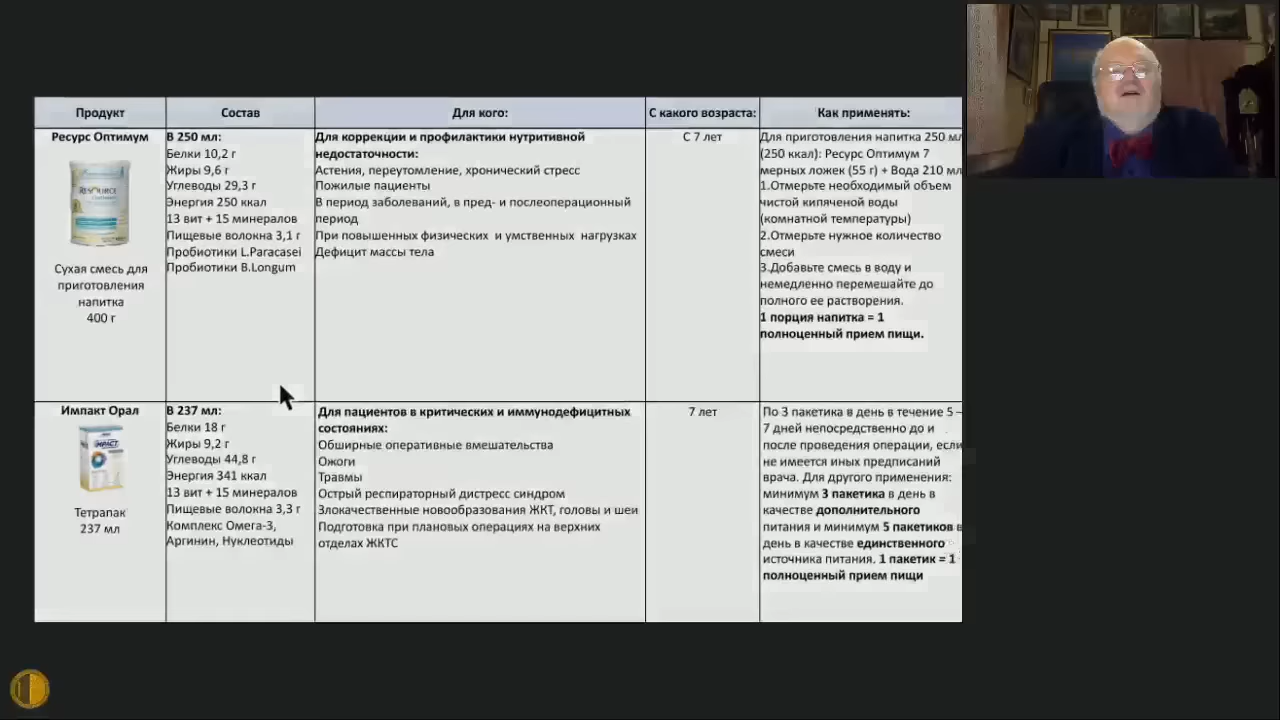 Продукт
Состав
Для кого:
С какого возраста:
Как применять:
Ресурс Оптимум
RESOURCE
Сухая смесь для
приготовления
напитка
400 г
В 250 мл:
Белки 10,2 г
Жиры 9,6 г
Углеводы 29,3 г
Энергия 250 ккал
13 вит + 15 минералов
Пищевые волокна 3,1 г
Пробиотики L.Paracasei
Пробиотики B.Longum
Для коррекции и профилактики нутритивной
недостаточности:
Астения, переутомление, хронический стресс
Пожилые пациенты
В период заболеваний, в пред- и послеоперационный
период
При повышенных физических и умственных нагрузках
Дефицит массы тела
С 7 лет
Для приготовления напитка 250 мл
(250 ккал): Ресурс Оптимум 7
мерных ложек (55 г) + Вода 210 мл
1.Отмерьте необходимый объем
чистой кипяченой воды
(комнатной температуры)
2.Отмерьте нужное количество
смеси
3.Добавьте смесь в воду и
немедленно перемешайте до
полного ее растворения.
1 порция напитка = 1
полноценный прием пищи.
Импакт Орал
IMPACT
Тетрапак
237 мл
В 237 мл:
Белки 18 г
Жиры 9,2 г
Углеводы 44,8 г
Энергия 341 ккал
13 вит + 15 минералов
Пищевые волокна 3,3 г
Комплекс Омега-3,
Аргинин, Нуклеотиды
Для пациентов в критических и иммунодефицитных
состояниях:
Обширные оперативные вмешательства
Ожоги
Травмы
Острый респираторный дистресс синдром
Злокачественные новообразования ЖКТ, головы и шеи
Подготовка при плановых операциях на верхних
отделах ЖКТС
7 лет
По 3 пакетика в день в течение 5 –
7 дней непосредственно до и
после проведения операции, если
не имеется иных предписаний
врача. Для другого применения:
минимум 3 пакетика в день в
качестве дополнительного
питания и минимум 5 пакетиков в
день в качестве единственного
источника питания. 1 пакетик = 1
полноценный прием пищи